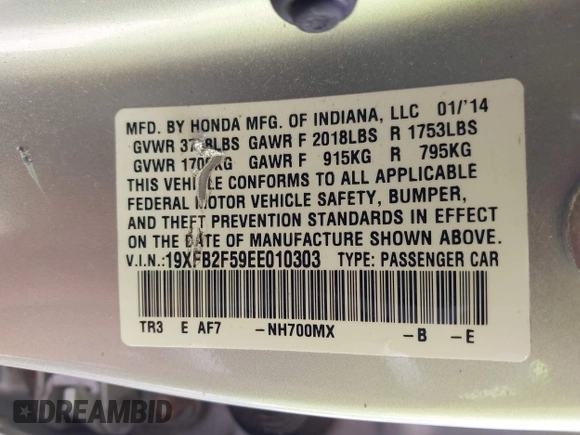 MFD. BY HONDA MFG. OF INDIANA, LLC 01/'14
GVWR LBS GAWR F 2018LBS R 1753LBS
GVWR GAWR F 915KG R 795KG
THIS VEHICLE CONFORMS TO ALL APPLICABLE
FEDERAL MOTOR VEHICLE SAFETY, BUMPER,
AND THEFT PREVENTION STANDARDS IN EFFECT
ON THE DATE OF MANUFACTURE SHOWN ABOVE.
V.I.N.:19XFB2F59EE010303 TYPE: PASSENGER CAR
TR3 E AF7 -NH700MX -B -E
DREAMBID